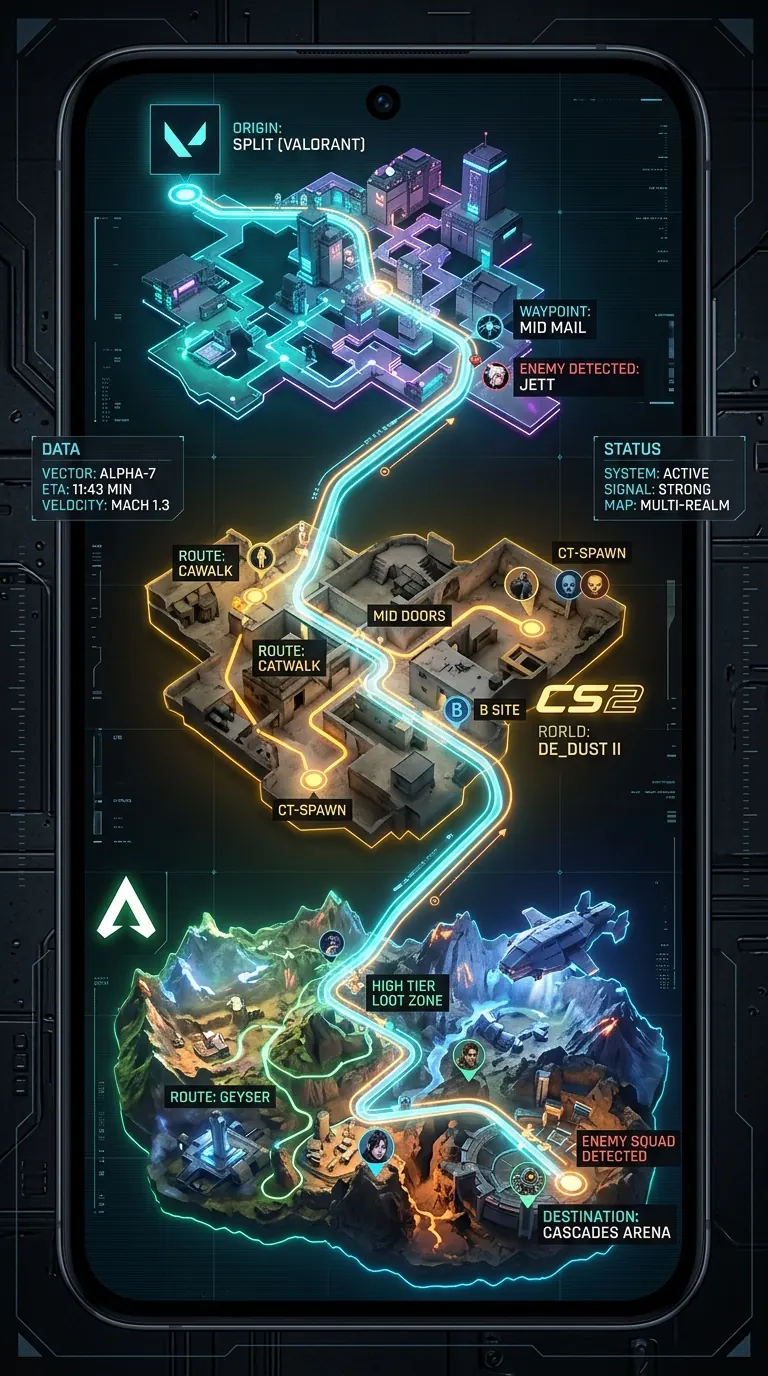 ORIGIN:
SPLIT (VALORANT)
WAYPOINT:
MID MAIL
ENEMY DETECTED:
JETT
DATA
VECTOR: ALPHA-7
ETA: 11:43 MIN
VELDCITY: MACH 1.3
STATUS
SYSTEM: ACTIVE
SIGNAL: STRONG
MAP: MULTI-REALM
ROUTE:
CAWALK
CT-SPAWN
MID DOORS
ROUTE:
CATWALK
B
B SITE
CS2
RORLD:
DE_DUST II
CT-SPAWN
HIGH TIER
LOOT ZONE
ROUTE: GEYSER
ENEMY SQUAD
DETECTED
DESTINATION:
CASCADES ARENA